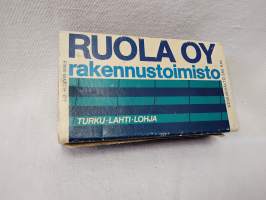 RUOLA OY
rakennustoimisto
TURKU-LAHTI-LOHJA